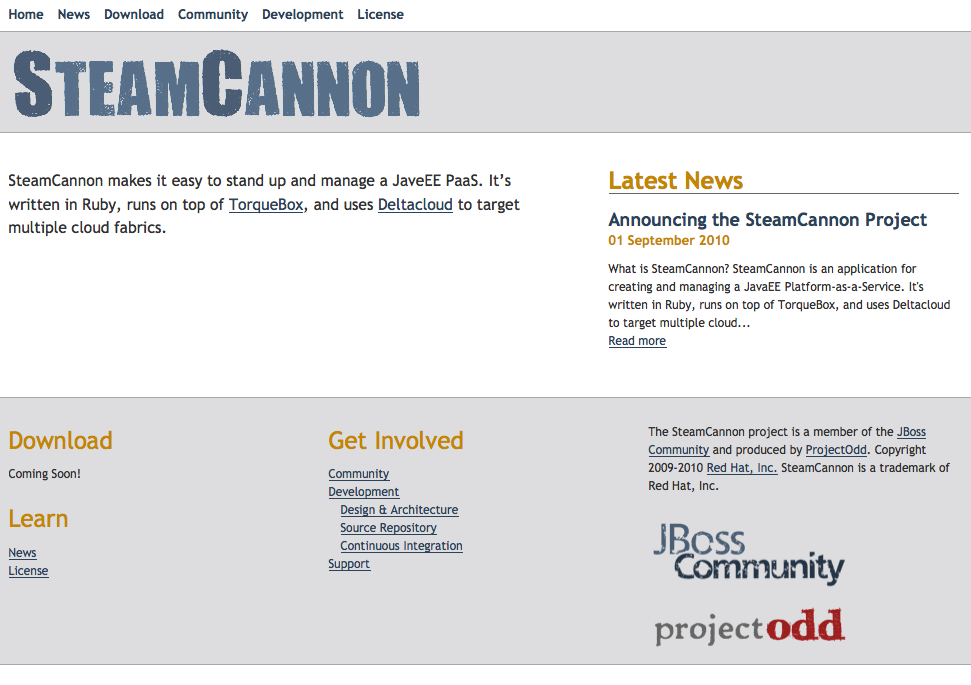 Home News Download Community Development License
STEAMCANNON
SteamCannon makes it easy to stand up and manage a JaveEE PaaS. It’s
written in Ruby, runs on top of TorqueBox, and uses Deltacloud to target
multiple cloud fabrics.
Latest News
Announcing the SteamCannon Project
01 September 2010
What is SteamCannon? SteamCannon is an application for
creating and managing a JavaEE Platform-as-a-Service. It's
written in Ruby, runs on top of TorqueBox, and uses Deltacloud
to target multiple cloud...
Read more
Download
Coming Soon!
Learn
News
License
Get Involved
Community
Development
Design & Architecture
Source Repository
Continuous Integration
Support
The SteamCannon project is a member of the JBoss
Community and produced by ProjectOdd. Copyright
2009-2010 Red Hat, Inc. SteamCannon is a trademark of
Red Hat, Inc.
JBoss
Community
projectodd